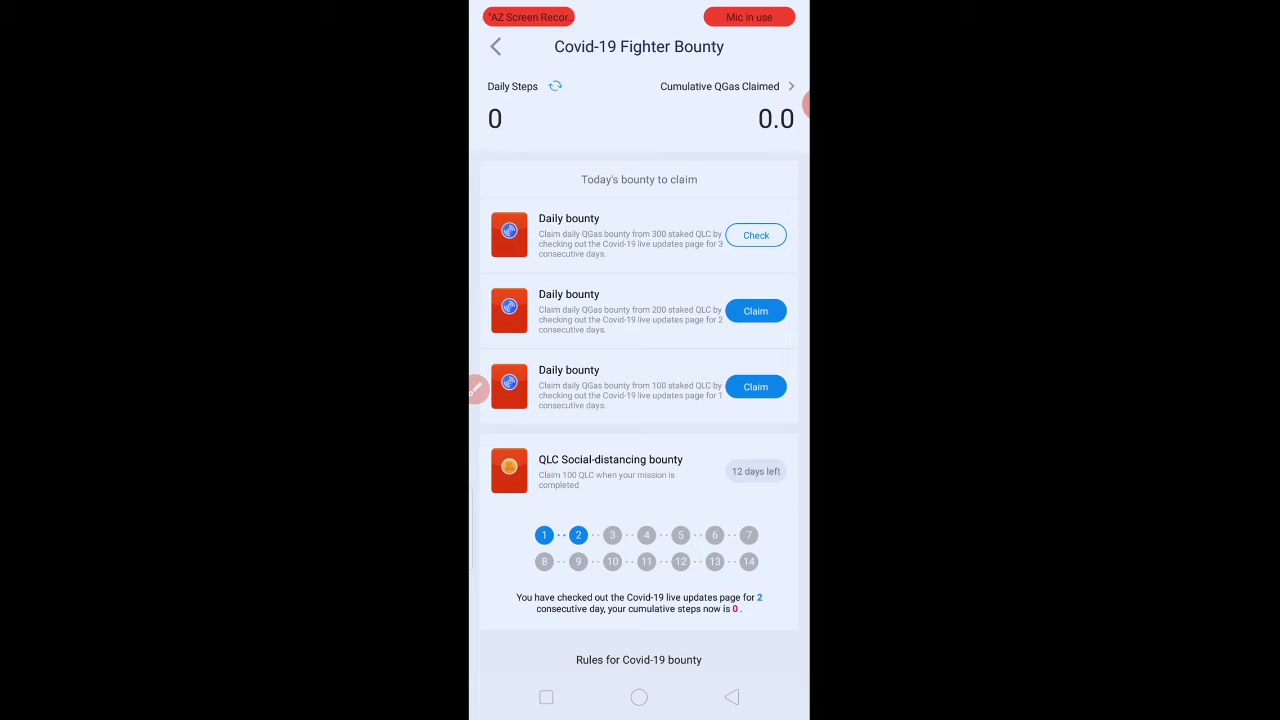 "AZ Screen Recor.. Mic in use
Covid-19 Fighter Bounty
Daily Steps Cumulative QGas Claimed
0 0.0
Today's bounty to claim
Daily bounty
Claim daily QGas bounty from 300 staked QLC by
checking out the Covid-19 live updates page for 3
consecutive days.
Check
Daily bounty
Claim daily QGas bounty from 200 staked QLC by
checking out the Covid-19 live updates page for 2
consecutive days.
Claim
Daily bounty
Claim daily QGas bounty from 100 staked QLC by
checking out the Covid-19 live updates page for 1
consecutive days.
Claim
QLC Social-distancing bounty
Claim 100 QLC when your mission is
completed
12 days left
1 2 3 4 5 6 7
8 9 10 11 12 13 14
You have checked out the Covid-19 live updates page for 2
consecutive day, your cumulative steps now is 0 .
Rules for Covid-19 bounty